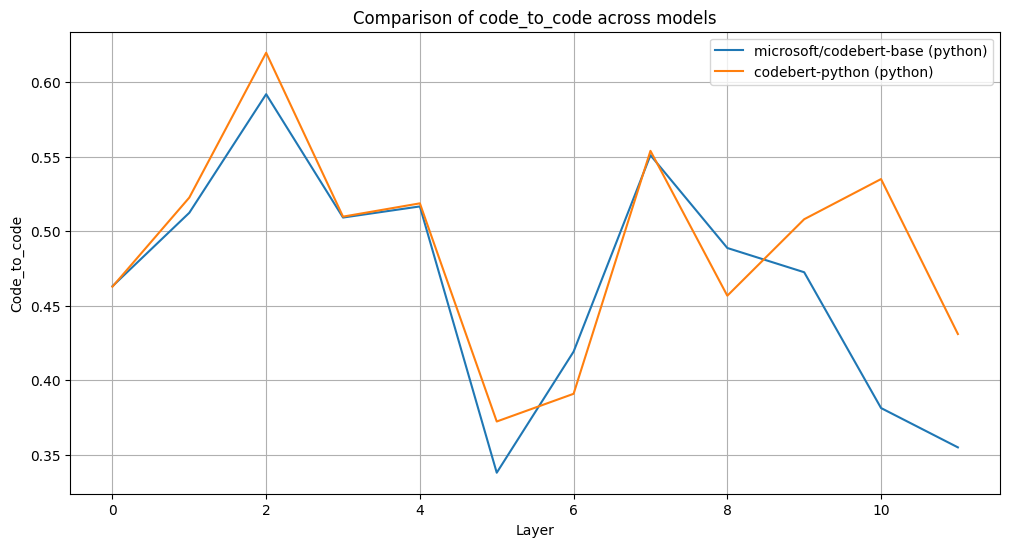 Comparison of code_to_code across models
microsoft/codebert-base (python)
codebert-python (python)
Code_to_code
0.60
0.55
0.50
0.45
0.40
0.35
0
2
4
6
8
10
Layer